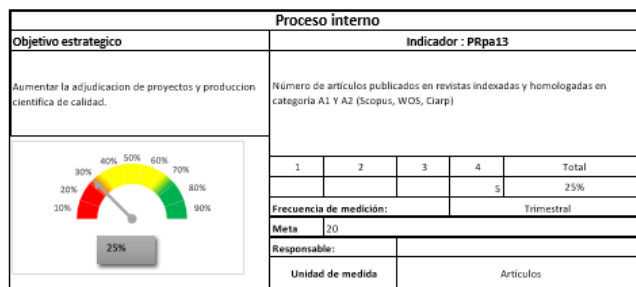 Proceso interno
Objetivo estrategico
Indicador : PRpa13
Aumentar la adjudicacion de proyectos y produccion
cientifica de calidad.
Número de artículos publicados en revistas indexadas y homologadas en
categoría A1 Y A2 (Scopus, WOS, Ciarp)
10%
20%
30%
40%
50%
60%
70%
80%
90%
25%
1 2 3 4 Total
5 25%
Frecuencia de medición: Trimestral
Meta 20
Responsable:
Unidad de medida Artículos